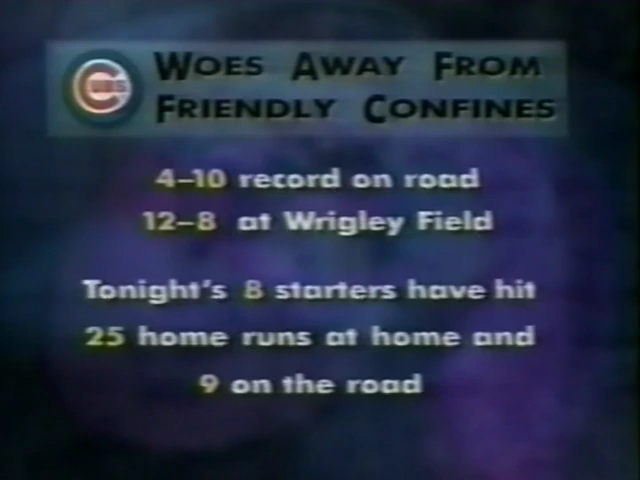 CUBS
WOES AWAY FROM
FRIENDLY CONFINES
4-10 record on road
12-8 at Wrigley Field
Tonight's 8 starters have hit
25 home runs at home and
9 on the road